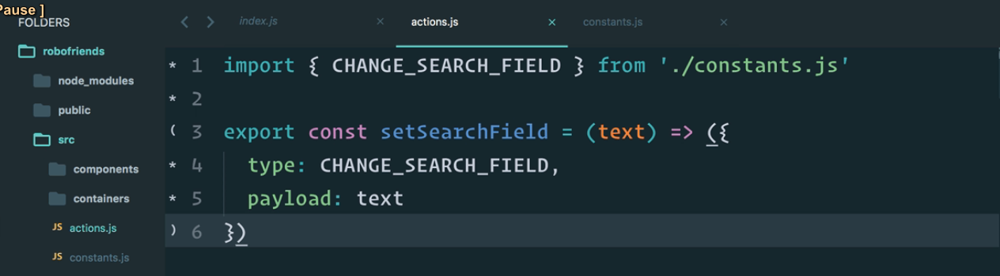 Pause ]
FOLDERS
robofriends
node_modules
public
src
components
containers
JS actions.js
JS constants.js
index.js × actions.js × constants.js ×
* 1 import { CHANGE_SEARCH_FIELD } from './constants.js'
* 2
( 3 export const setSearchField = (text) => ({
* 4 type: CHANGE_SEARCH_FIELD,
* 5 payload: text
) 6 })